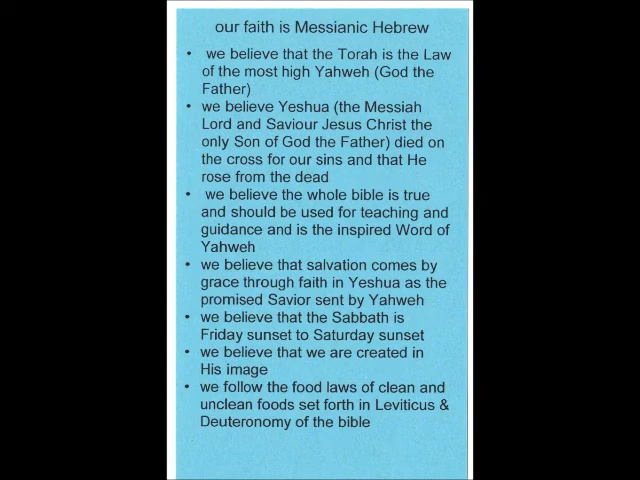 our faith is Messianic Hebrew
• we believe that the Torah is the Law
of the most high Yahweh (God the
Father)
• we believe Yeshua (the Messiah
Lord and Saviour Jesus Christ the
only Son of God the Father) died on
the cross for our sins and that He
rose from the dead
• we believe the whole bible is true
and should be used for teaching and
guidance and is the inspired Word of
Yahweh
• we believe that salvation comes by
grace through faith in Yeshua as the
promised Savior sent by Yahweh
• we believe that the Sabbath is
Friday sunset to Saturday sunset
• we believe that we are created in
His image
• we follow the food laws of clean and
unclean foods set forth in Leviticus &
Deuteronomy of the bible